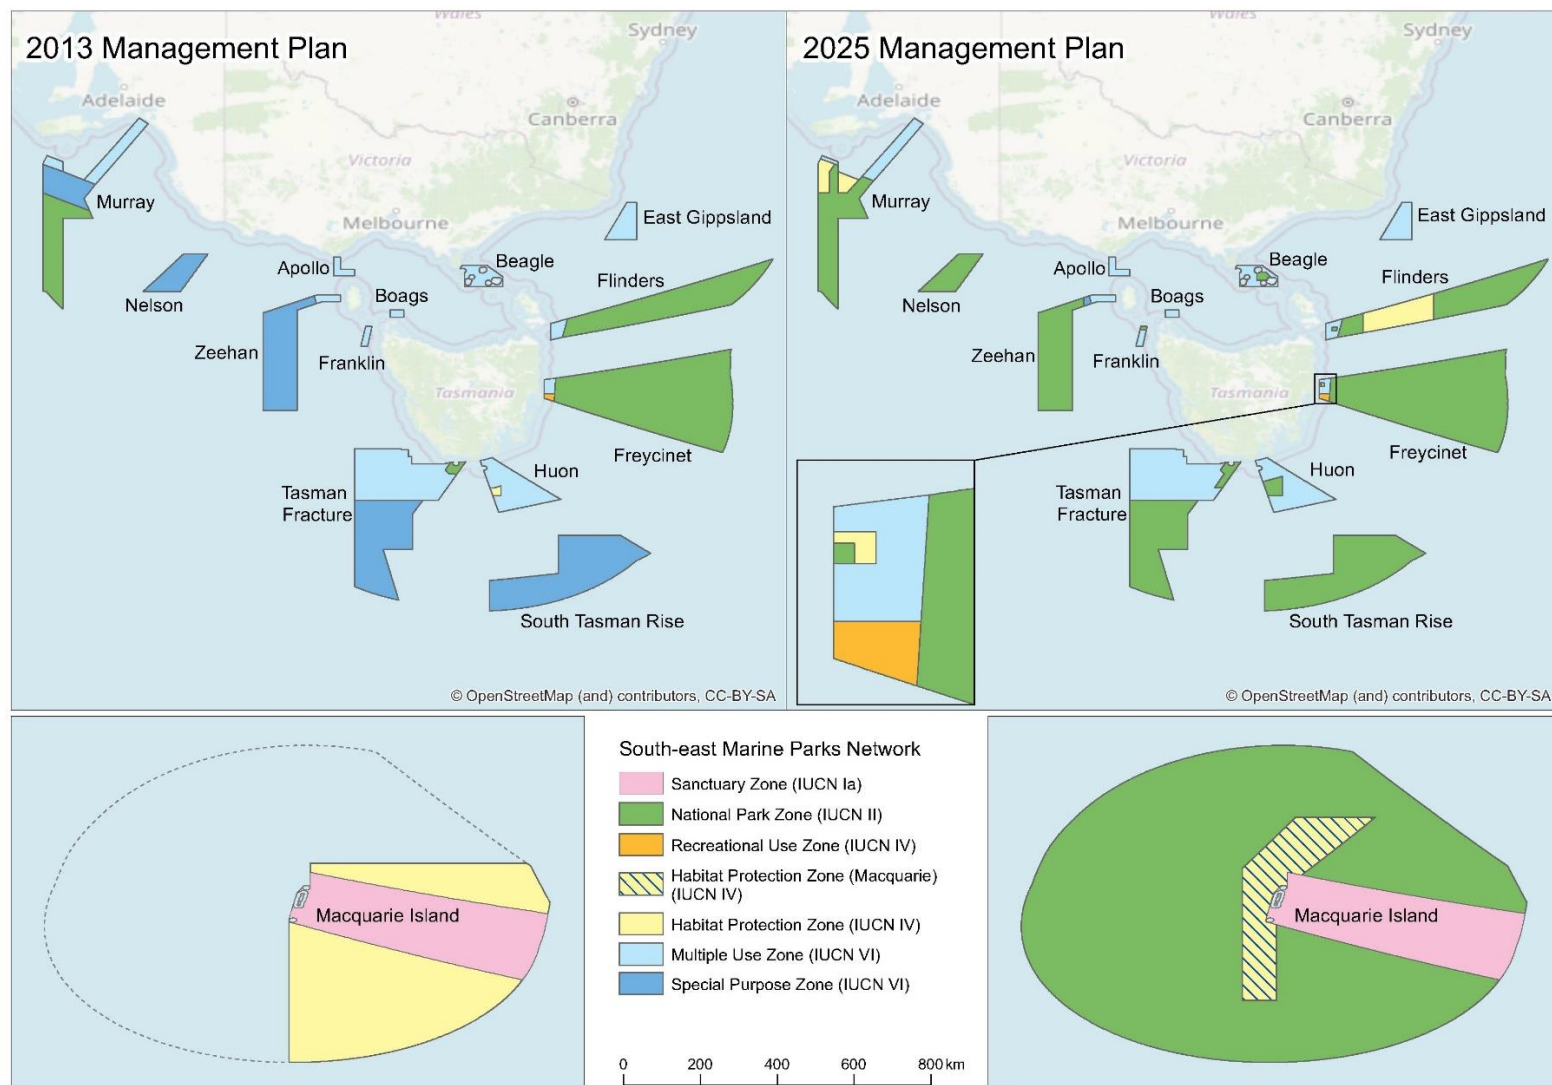 2013 Management Plan
Wales
Sydney
Adelaide
Canberra
Victoria
Murray
Melbourne
East Gippsland
Nelson
Apollo
Beagle
Boags
Flinders
Zeehan
Franklin
Tasmania
Freycinet
Huon
Tasman
Fracture
South Tasman Rise
© OpenStreetMap (and) contributors, CC-BY-SA
2025 Management Plan
Wales
Sydney
Adelaide
Canberra
Victoria
Murray
Melbourne
East Gippsland
Nelson
Apollo
Beagle
Boags
Flinders
Zeehan
Franklin
Tasmania
Freycinet
Huon
Tasman
Fracture
South Tasman Rise
© OpenStreetMap (and) contributors, CC-BY-SA
Macquarie Island
South-east Marine Parks Network
Sanctuary Zone (IUCN Ia)
National Park Zone (IUCN II)
Recreational Use Zone (IUCN IV)
Habitat Protection Zone (Macquarie)
(IUCN IV)
Habitat Protection Zone (IUCN IV)
Multiple Use Zone (IUCN VI)
Special Purpose Zone (IUCN VI)
0 200 400 600 800 km
Macquarie Island